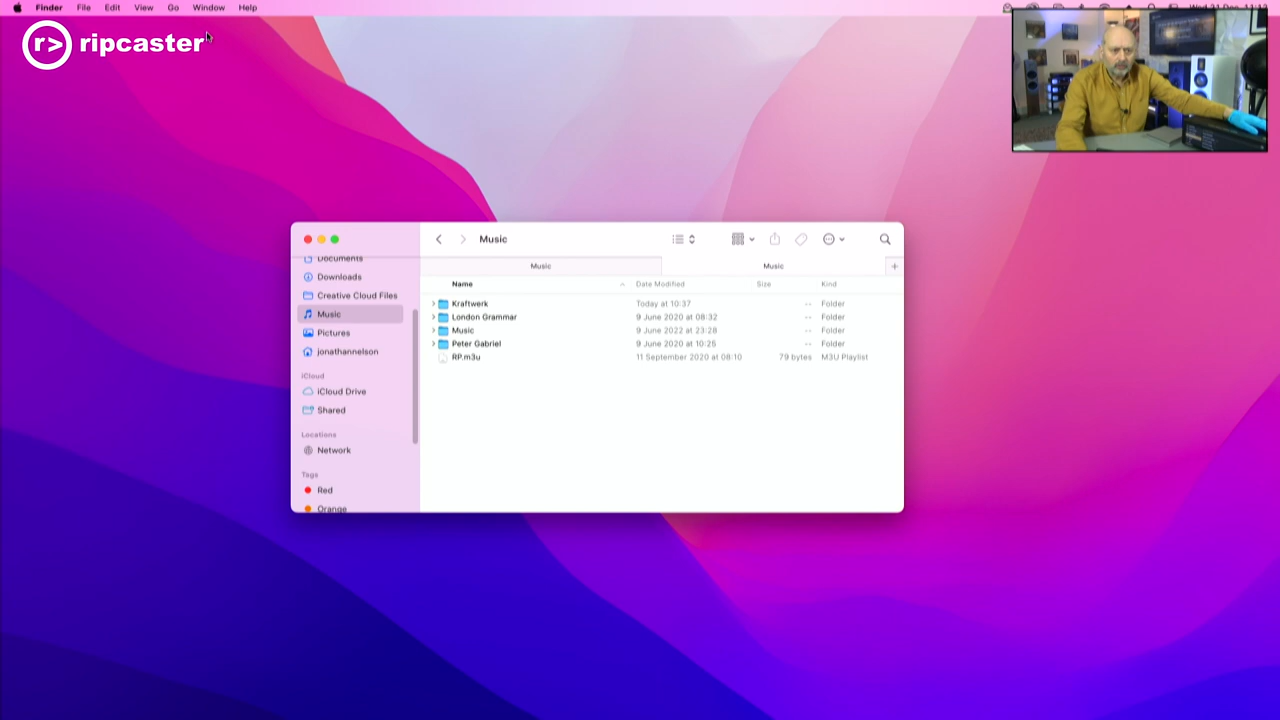 Finder File Edit View Go Window Help
r> ripcaster
Music
Music
Music
Name Date Modified Size Kind
Kraftwerk Today at 10:37 -- Folder
London Grammar 9 June 2020 at 08:32 -- Folder
Music 9 June 2022 at 23:28 -- Folder
Peter Gabriel 9 June 2020 at 10:25 -- Folder
RP.m3u 11 September 2020 at 08:10 79 bytes M3U Playlist
Documents
Downloads
Creative Cloud Files
Music
Pictures
jonathannelson
iCloud
iCloud Drive
Shared
Locations
Network
Tags
Red
Orange